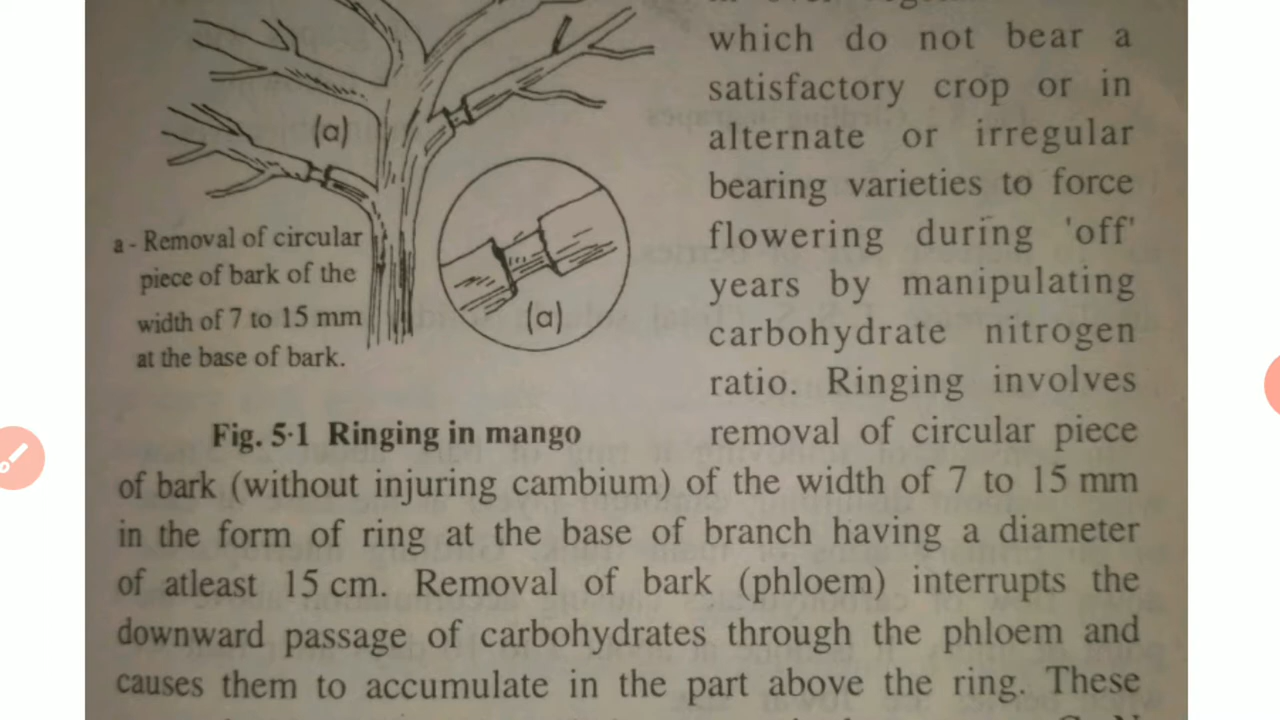 which do not bear a
satisfactory crop or in
alternate or irregular
bearing varieties to force
flowering during 'off'
years by manipulating
carbohydrate nitrogen
ratio. Ringing involves
removal of circular piece
(a)
a - Removal of circular
piece of bark of the
width of 7 to 15 mm
at the base of bark.
(a)
Fig. 5·1 Ringing in mango
of bark (without injuring cambium) of the width of 7 to 15 mm
in the form of ring at the base of branch having a diameter
of atleast 15 cm. Removal of bark (phloem) interrupts the
downward passage of carbohydrates through the phloem and
causes them to accumulate in the part above the ring. These